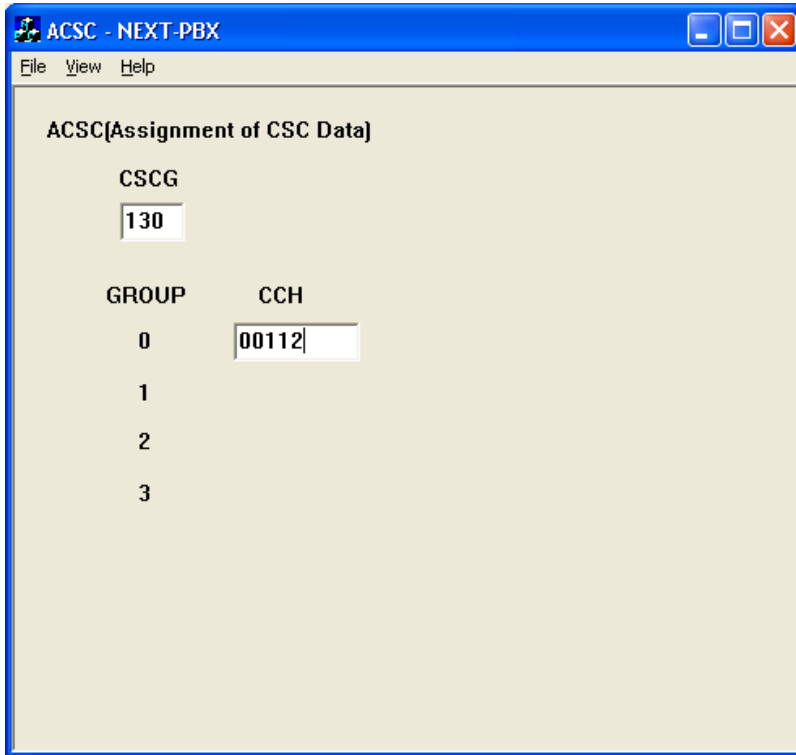 ACSC - NEXT-PBX
File View Help
ACSC(Assignment of CSC Data)
CSCG
130
GROUP CCH
0 00112
1
2
3